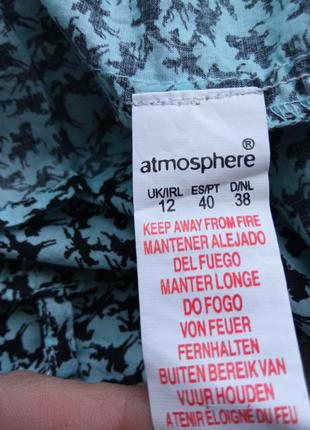 atmosphere®
UK/IRL ES/PT D/NL
12 40 38
KEEP AWAY FROM FIRE
MANTENER ALEJADO
DEL FUEGO
MANTER LONGE
DO FOGO
VON FEUER
FERNHALTEN
BUITEN BEREIK VAN
VUUR HOUDEN
A TENIR ÉLOIGNÉ DU FEU